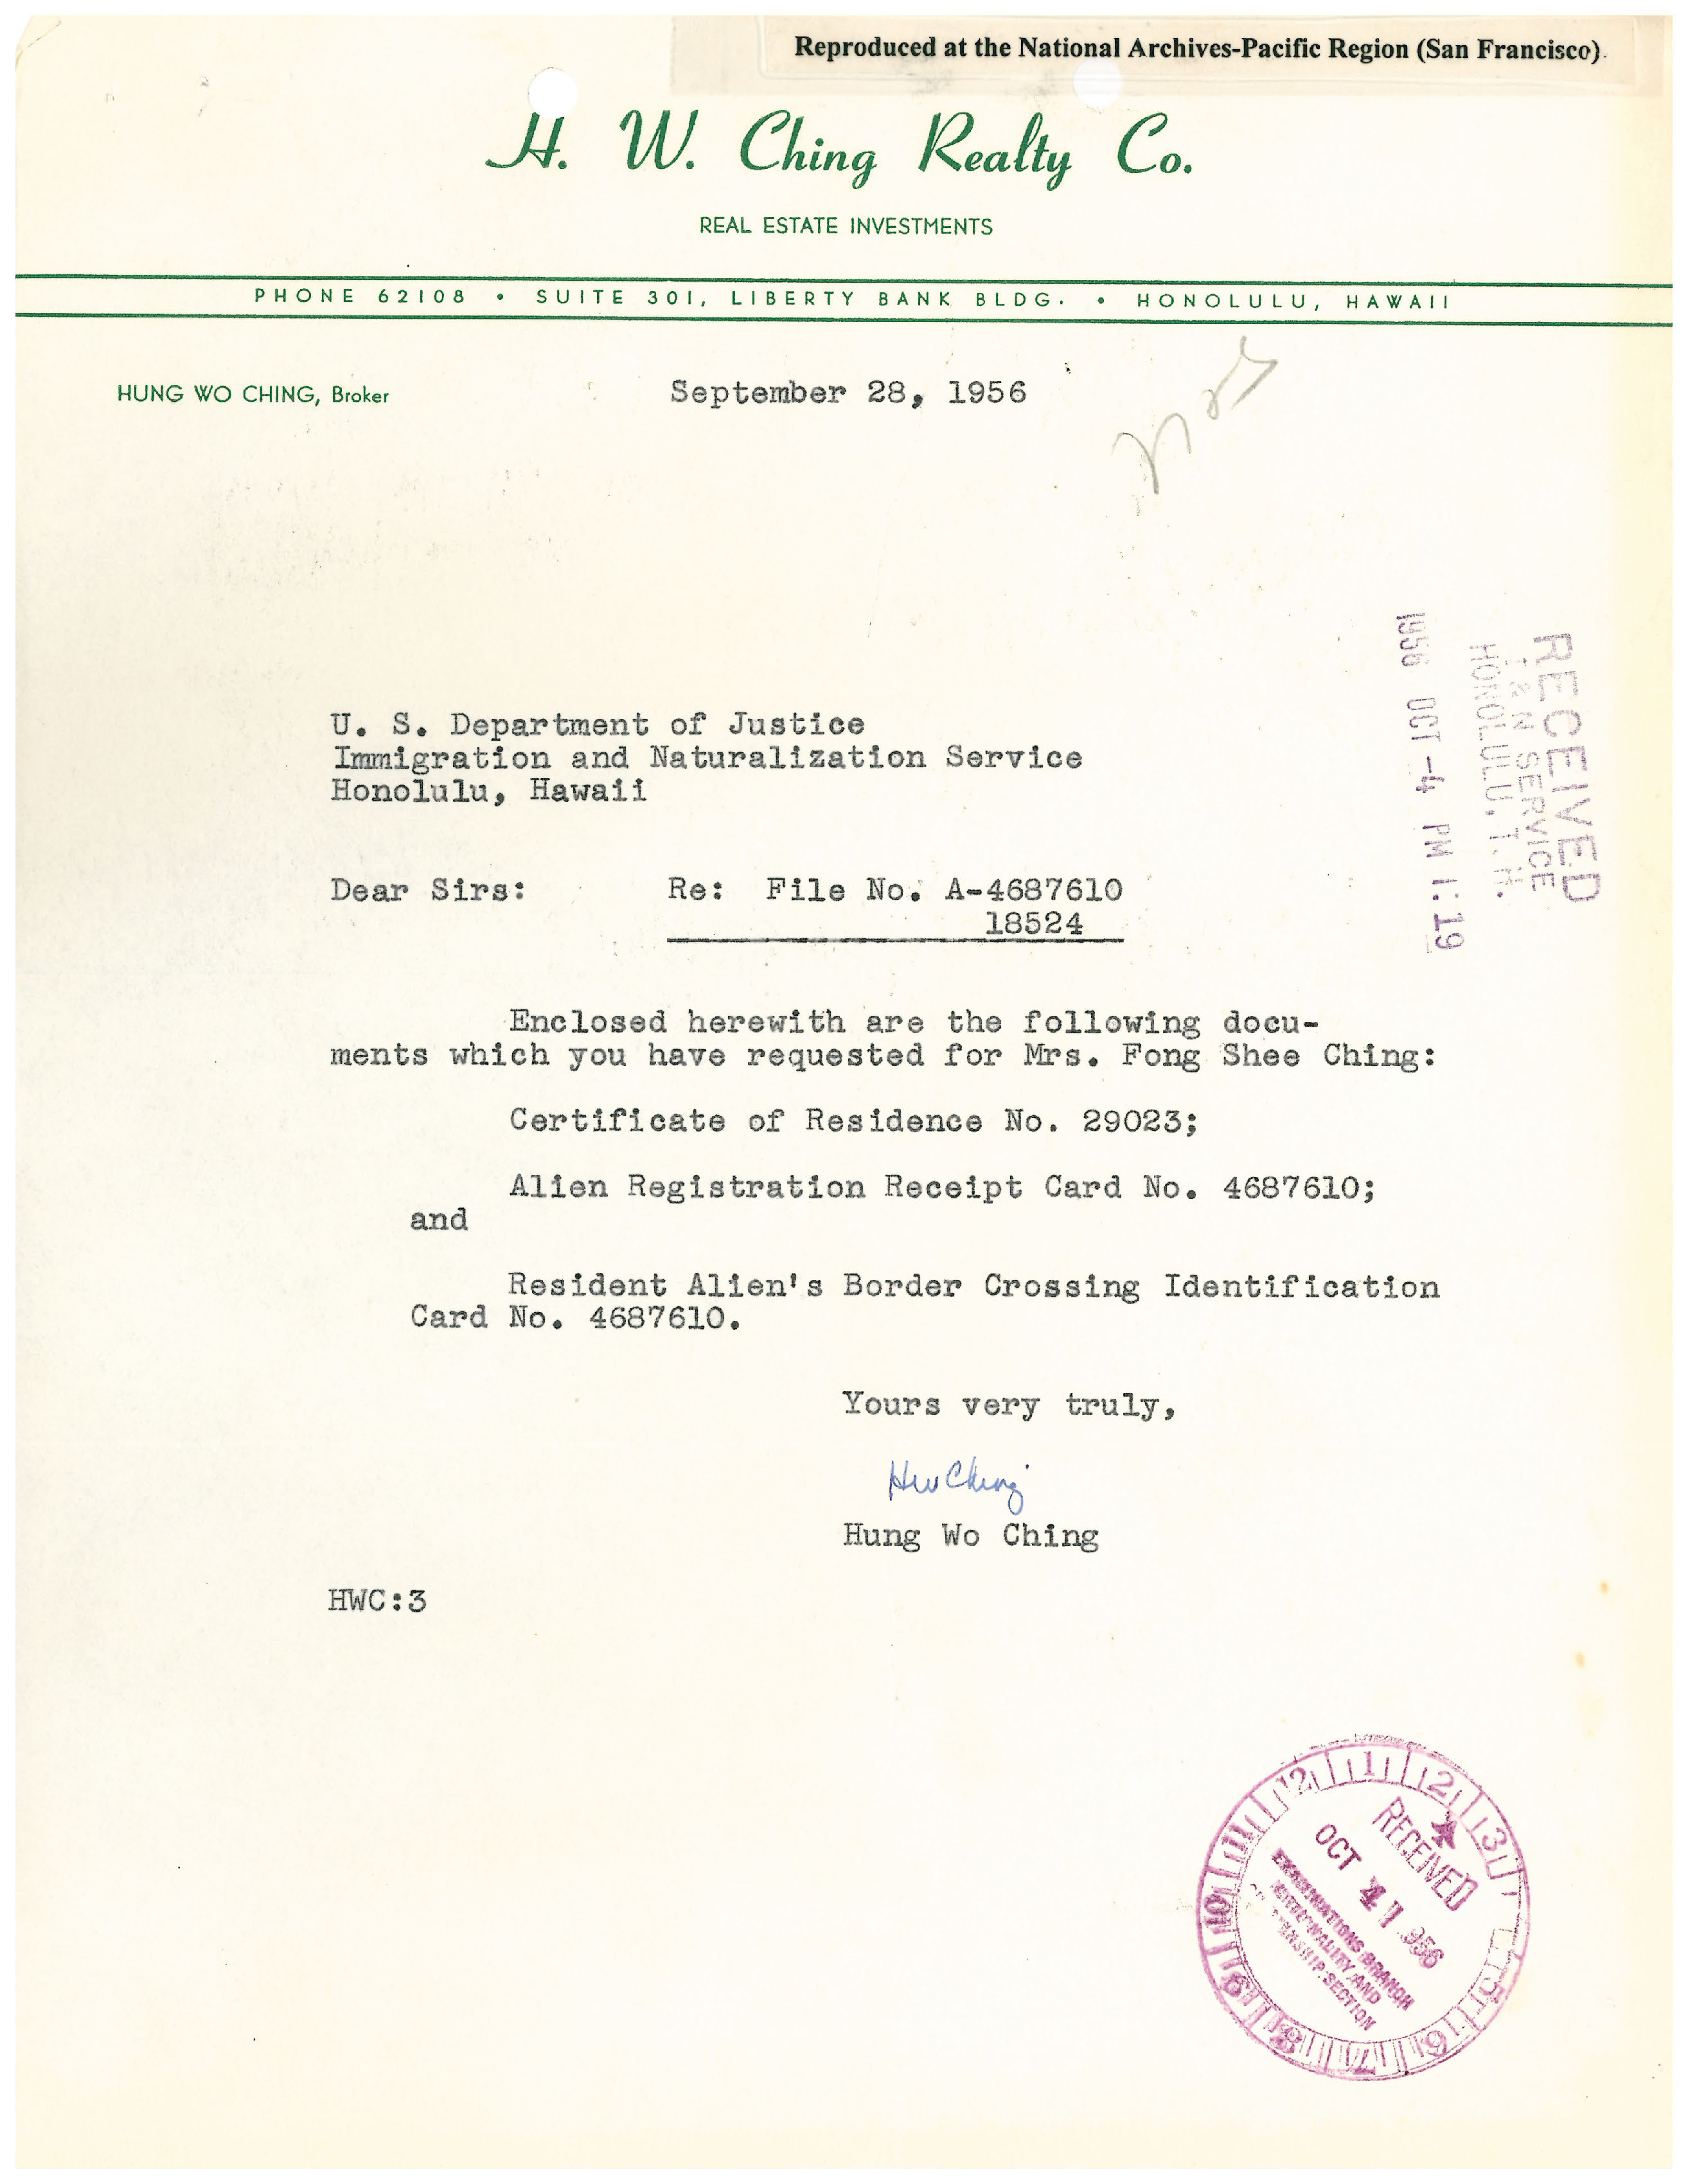 Reproduced at the National Archives-Pacific Region (San Francisco).
H. W. Ching Realty Co.
REAL ESTATE INVESTMENTS
PHONE 62108 • SUITE 301, LIBERTY BANK BLDG. • HONOLULU, HAWAII
HUNG WO CHING, Broker
September 28, 1956
RECEIVED
I & N SERVICE
HONOLULU, T. H.
1956 OCT -4 PM 1:19
U. S. Department of Justice
Immigration and Naturalization Service
Honolulu, Hawaii
Dear Sirs: Re: File No. A-4687610
18524
Enclosed herewith are the following docu-
ments which you have requested for Mrs. Fong Shee Ching:
Certificate of Residence No. 29023;
Alien Registration Receipt Card No. 4687610;
and
Resident Alien's Border Crossing Identification
Card No. 4687610.
Yours very truly,
HW Ching
Hung Wo Ching
HWC:3
12 1 2 3 5 6 7 8 9 10 11
RECEIVED
OCT 4 1956
EXAMINATIONS BRANCH
NATIONALITY AND
SECTION